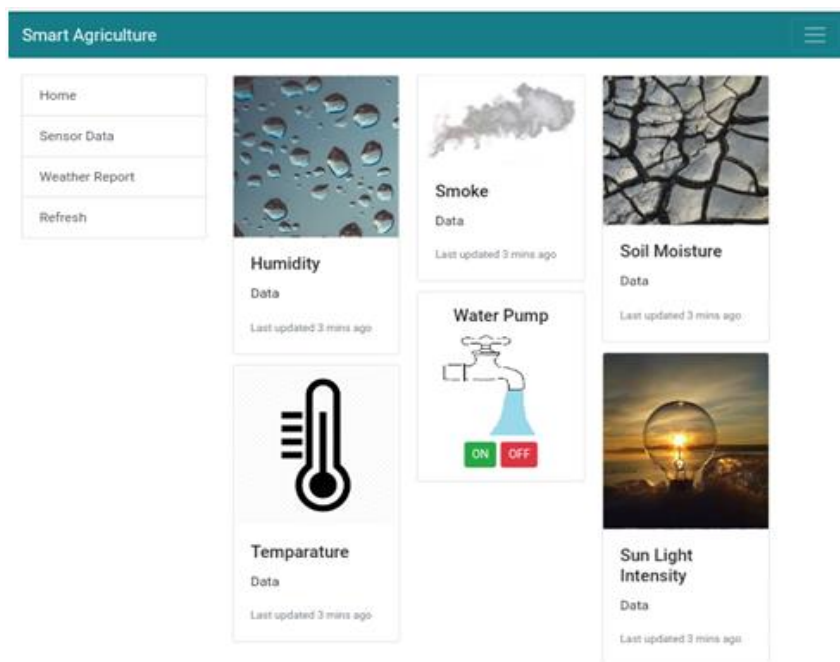 Smart Agriculture
Home
Sensor Data
Weather Report
Refresh
Humidity
Data
Last updated 3 mins ago
Temparature
Data
Last updated 3 mins ago
Smoke
Data
Last updated 3 mins ago
Water Pump
ON OFF
Soil Moisture
Data
Last updated 3 mins ago
Sun Light
Intensity
Data
Last updated 3 mins ago